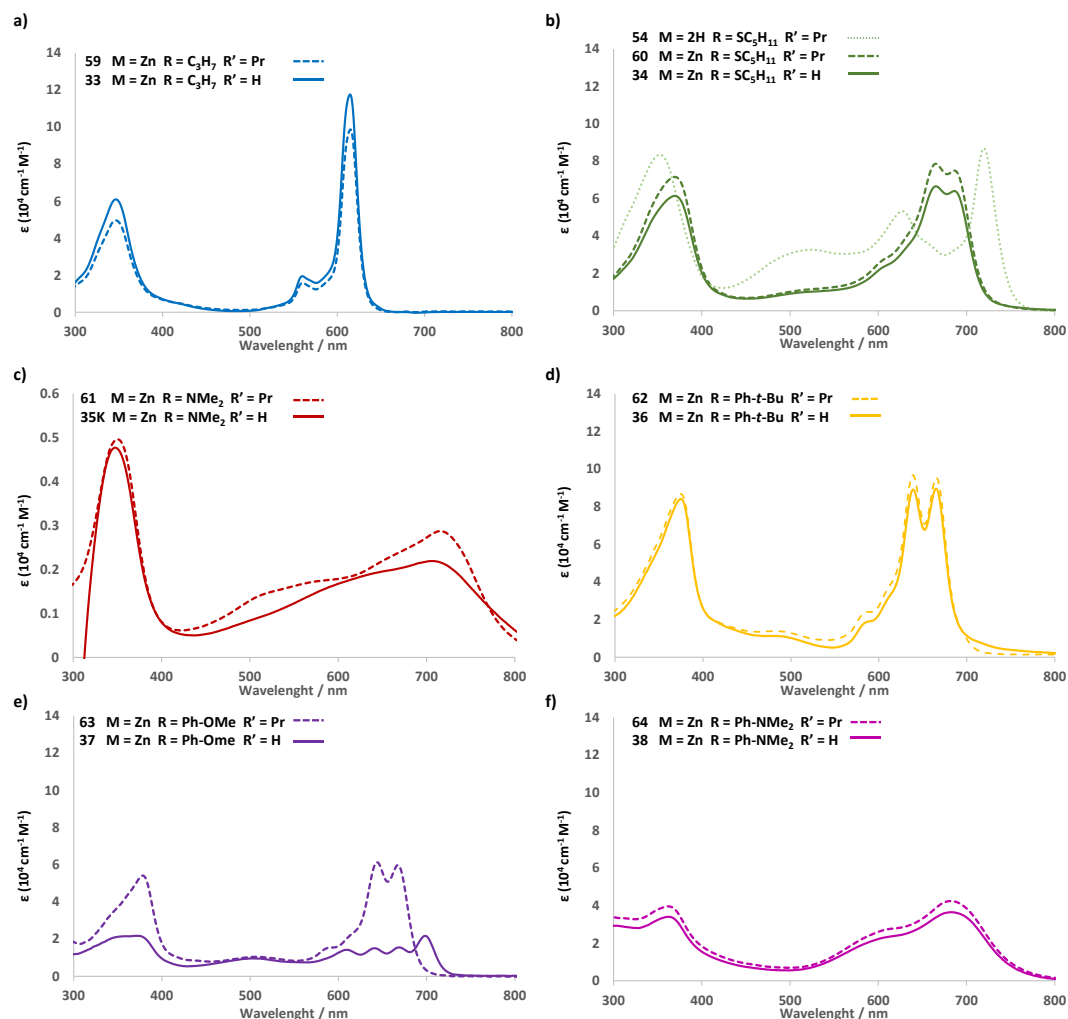 a)
59 M = Zn R = C₃H₇ R' = Pr
33 M = Zn R = C₃H₇ R' = H
ε (10⁴ cm⁻¹ M⁻¹)
14
12
10
8
6
4
2
0
300 400 500 600 700 800
Wavelenght / nm
b)
54 M = 2H R = SC₅H₁₁ R' = Pr
60 M = Zn R = SC₅H₁₁ R' = Pr
34 M = Zn R = SC₅H₁₁ R' = H
ε (10⁴ cm⁻¹ M⁻¹)
14
12
10
8
6
4
2
0
300 400 500 600 700 800
Wavelenght / nm
c)
61 M = Zn R = NMe₂ R' = Pr
35K M = Zn R = NMe₂ R' = H
ε (10⁴ cm⁻¹ M⁻¹)
0.6
0.5
0.4
0.3
0.2
0.1
0
300 400 500 600 700 800
Wavelenght / nm
d)
62 M = Zn R = Ph-t-Bu R' = Pr
36 M = Zn R = Ph-t-Bu R' = H
ε (10⁴ cm⁻¹ M⁻¹)
14
12
10
8
6
4
2
0
300 400 500 600 700 800
Wavelenght / nm
e)
63 M = Zn R = Ph-OMe R' = Pr
37 M = Zn R = Ph-Ome R' = H
ε (10⁴ cm⁻¹ M⁻¹)
14
12
10
8
6
4
2
0
300 400 500 600 700 800
Wavelenght / nm
f)
64 M = Zn R = Ph-NMe₂ R' = Pr
38 M = Zn R = Ph-NMe₂ R' = H
ε (10⁴ cm⁻¹ M⁻¹)
14
12
10
8
6
4
2
0
300 400 500 600 700 800
Wavelenght / nm